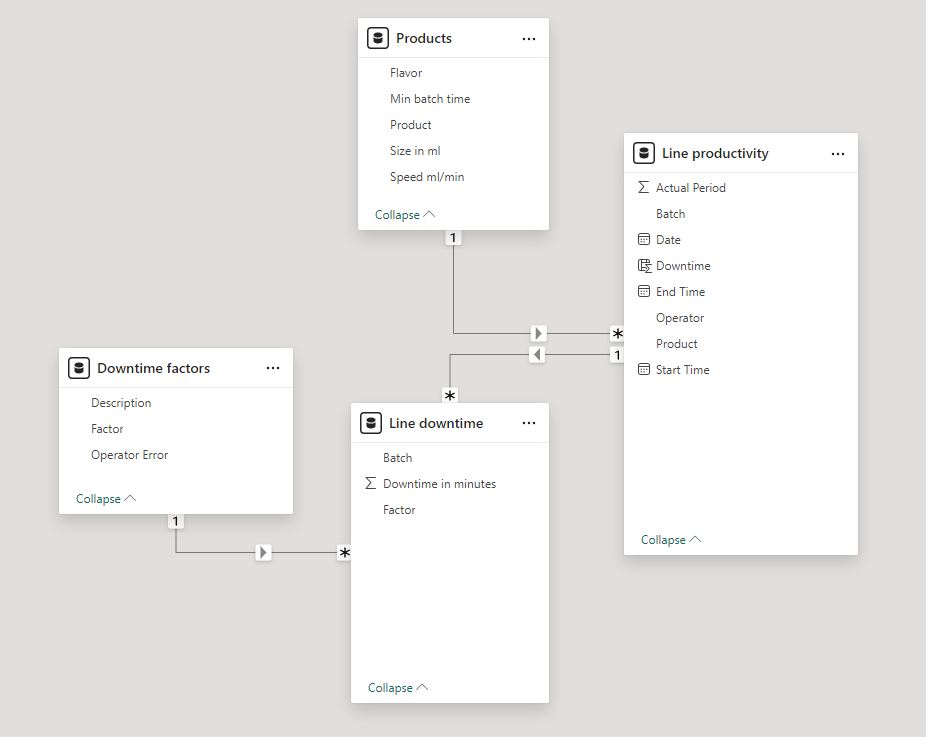 Products
Flavor
Min batch time
Product
Size in ml
Speed ml/min
Collapse
1
Line productivity
Actual Period
Batch
Date
Downtime
End Time
Operator
Product
Start Time
Collapse
*
1
Downtime factors
Description
Factor
Operator Error
Collapse
1
*
*
Line downtime
Batch
Downtime in minutes
Factor
Collapse